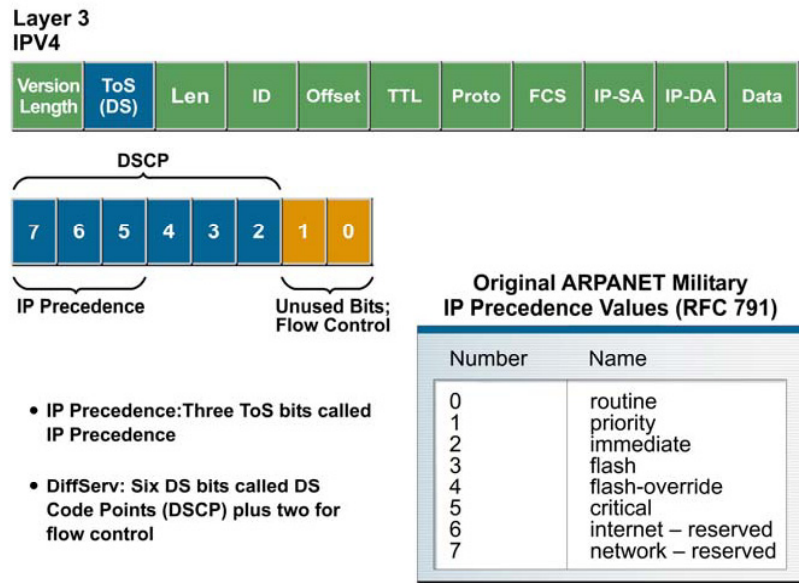 Layer 3
IPV4
Version Length ToS (DS) Len ID Offset TTL Proto FCS IP-SA IP-DA Data
DSCP
7 6 5 4 3 2 1 0
IP Precedence
Unused Bits;
Flow Control
• IP Precedence:Three ToS bits called
IP Precedence
• DiffServ: Six DS bits called DS
Code Points (DSCP) plus two for
flow control
Original ARPANET Military
IP Precedence Values (RFC 791)
Number Name
0 routine
1 priority
2 immediate
3 flash
4 flash-override
5 critical
6 internet – reserved
7 network – reserved